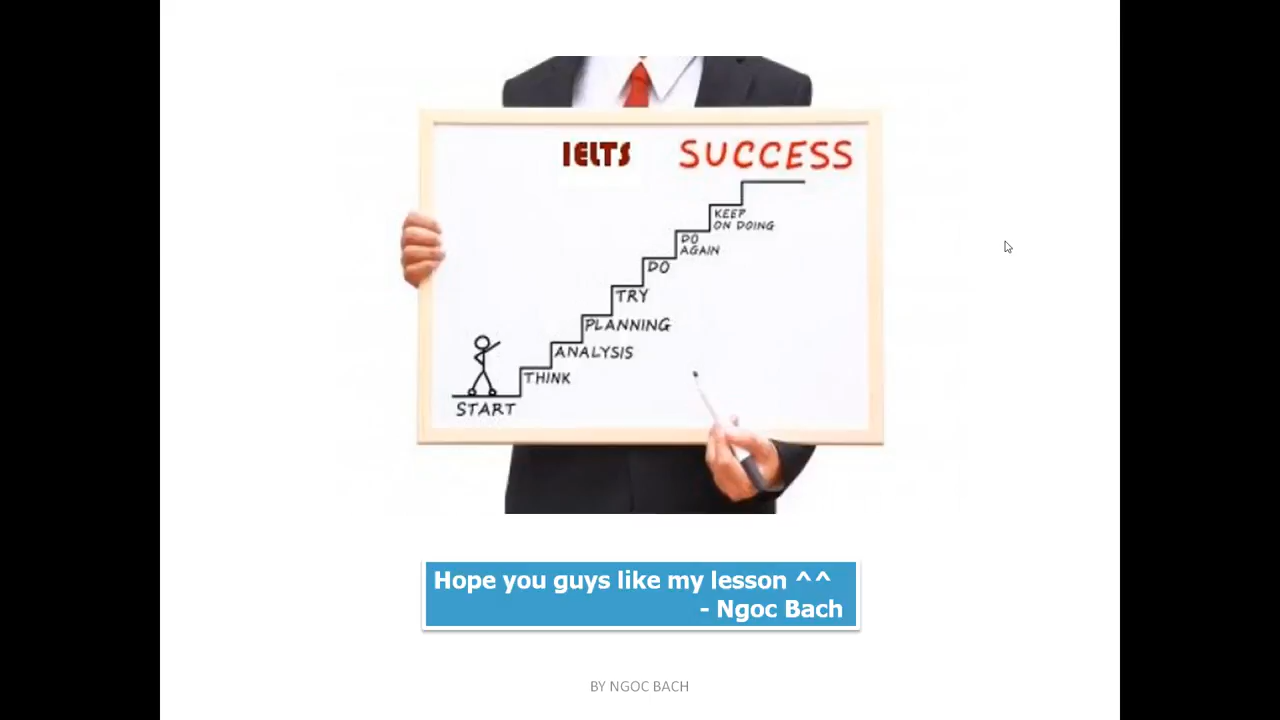 IELTS SUCCESS
KEEP
ON DOING
DO
AGAIN
DO
TRY
PLANNING
ANALYSIS
THINK
START
Hope you guys like my lesson ^^
- Ngoc Bach
BY NGOC BACH